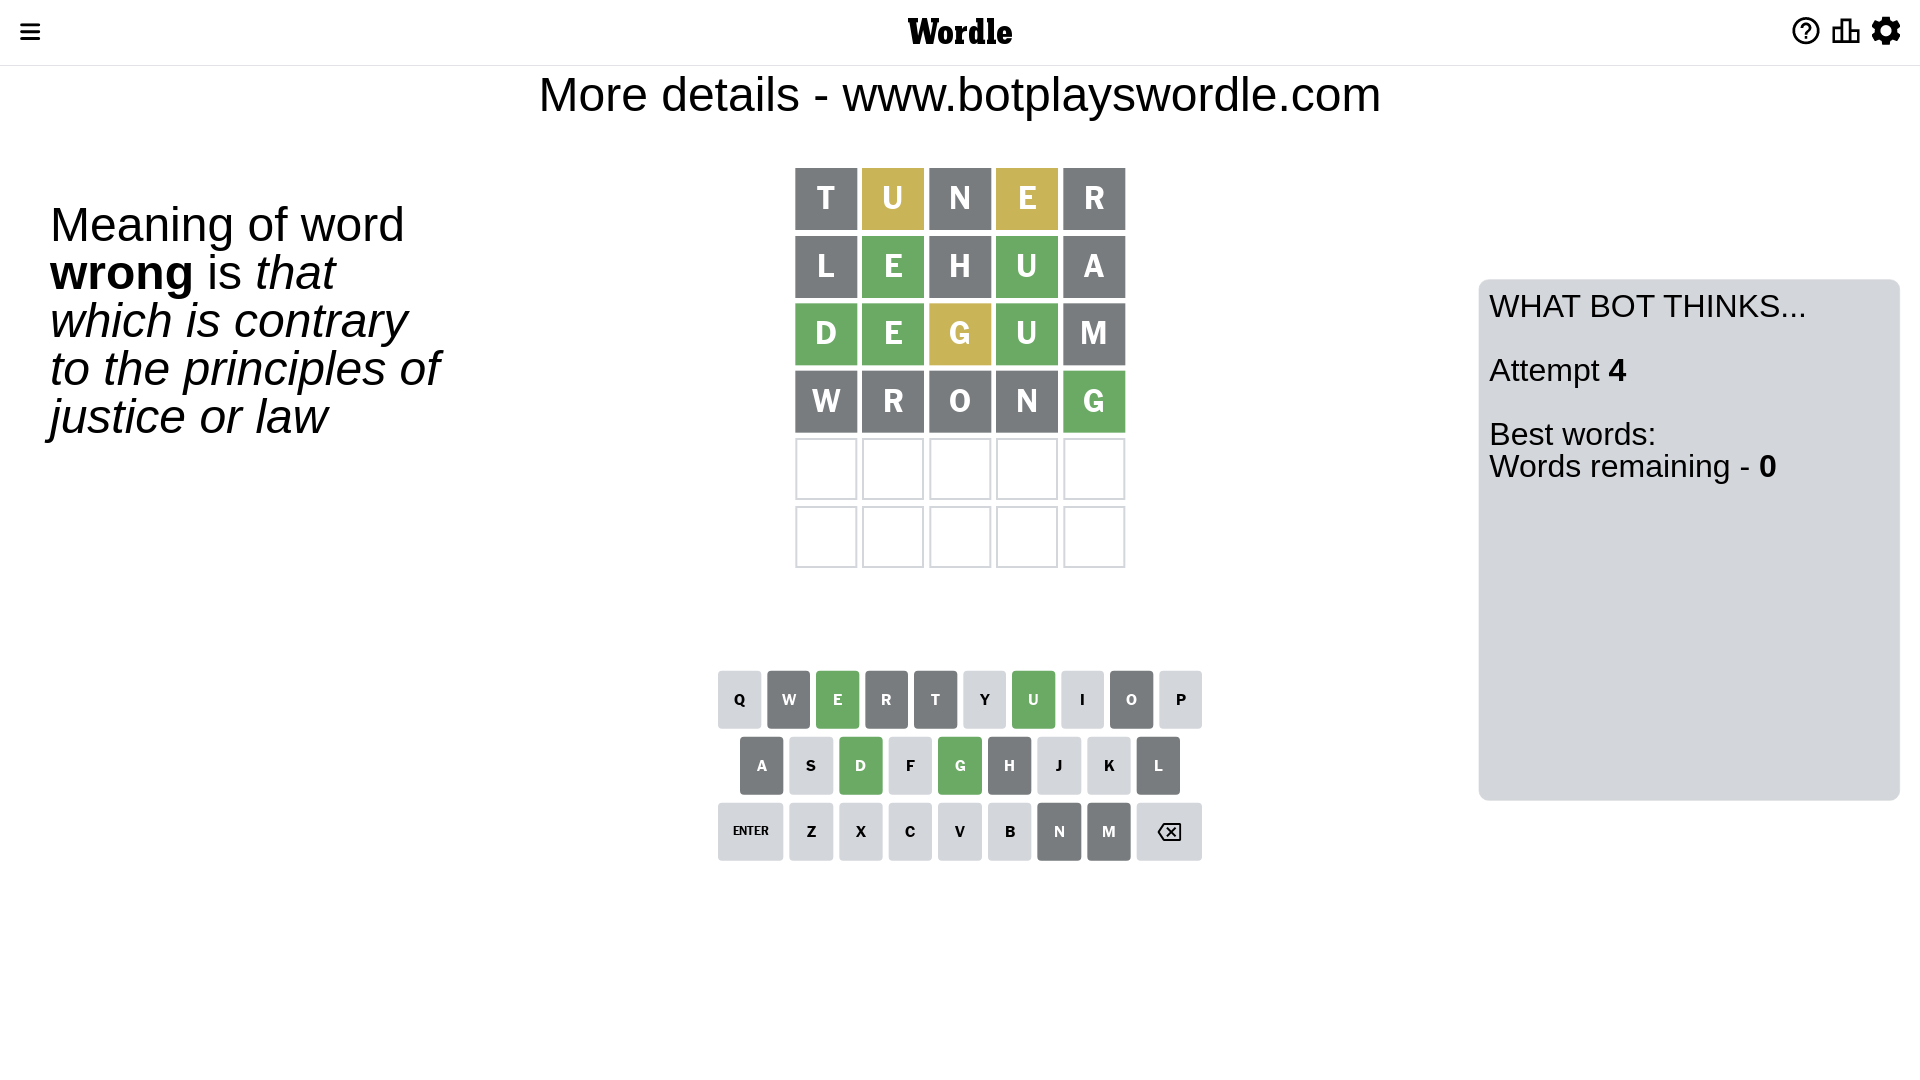 Wordle
More details - www.botplayswordle.com
Meaning of word
wrong is that
which is contrary
to the principles of
justice or law
T U N E R
L E H U A
D E G U M
W R O N G
WHAT BOT THINKS...
Attempt 4
Best words:
Words remaining - 0
Q W E R T Y U I O P
A S D F G H J K L
ENTER Z X C V B N M